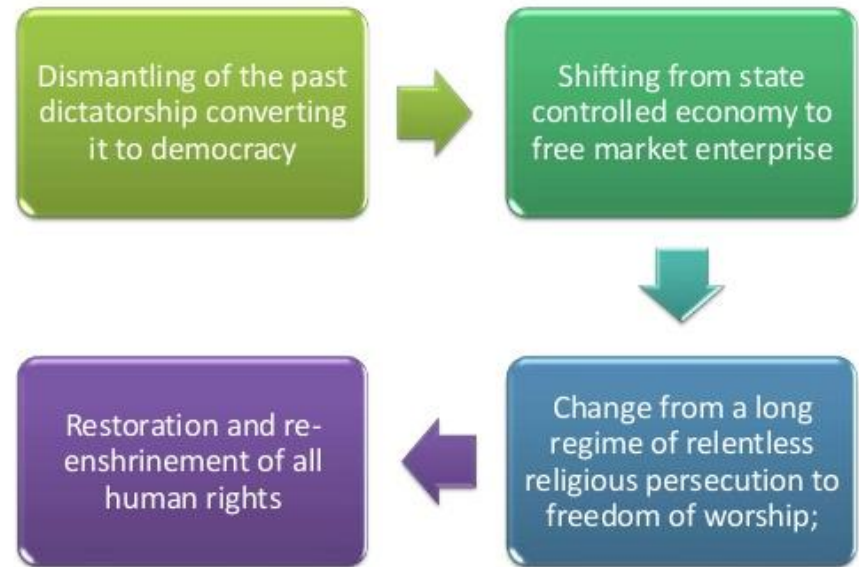 Dismantling of the past
dictatorship converting
it to democracy
Shifting from state
controlled economy to
free market enterprise
Change from a long
regime of relentless
religious persecution to
freedom of worship;
Restoration and re-
enshrinement of all
human rights